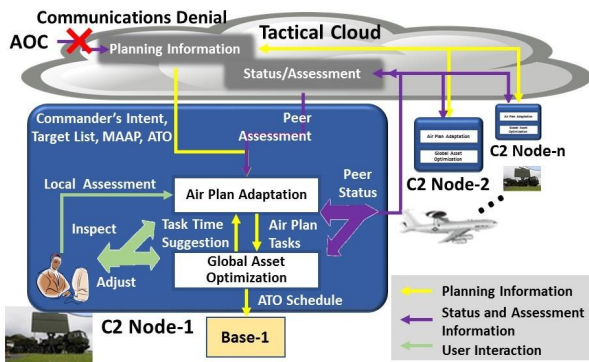 Communications Denial
AOC
Tactical Cloud
Planning Information
Status/Assessment
Commander's Intent,
Target List, MAAP, ATO
Peer
Assessment
Air Plan Adaptation
Global Asset
Optimization
C2 Node-2
Air Plan Adaptation
Global Asset
Optimization
C2 Node-n
Local Assessment
Air Plan Adaptation
Peer
Status
Inspect
Adjust
Task Time
Suggestion
Air Plan
Tasks
Global Asset
Optimization
ATO Schedule
C2 Node-1
Base-1
Planning Information
Status and Assessment
Information
User Interaction